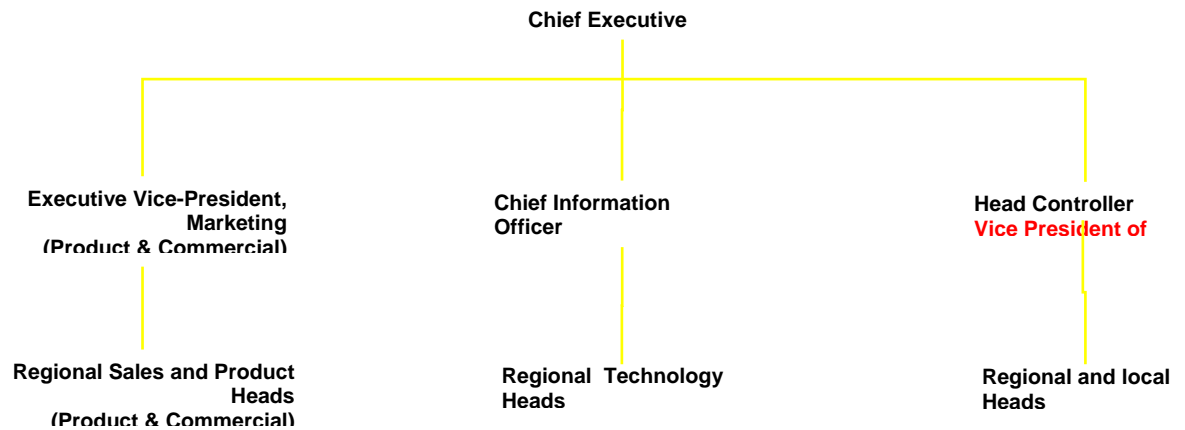 Chief Executive
Executive Vice-President,
Marketing
(Product & Commercial)
Chief Information
Officer
Head Controller
Vice President of
Regional Sales and Product
Heads
(Product & Commercial)
Regional Technology
Heads
Regional and local
Heads